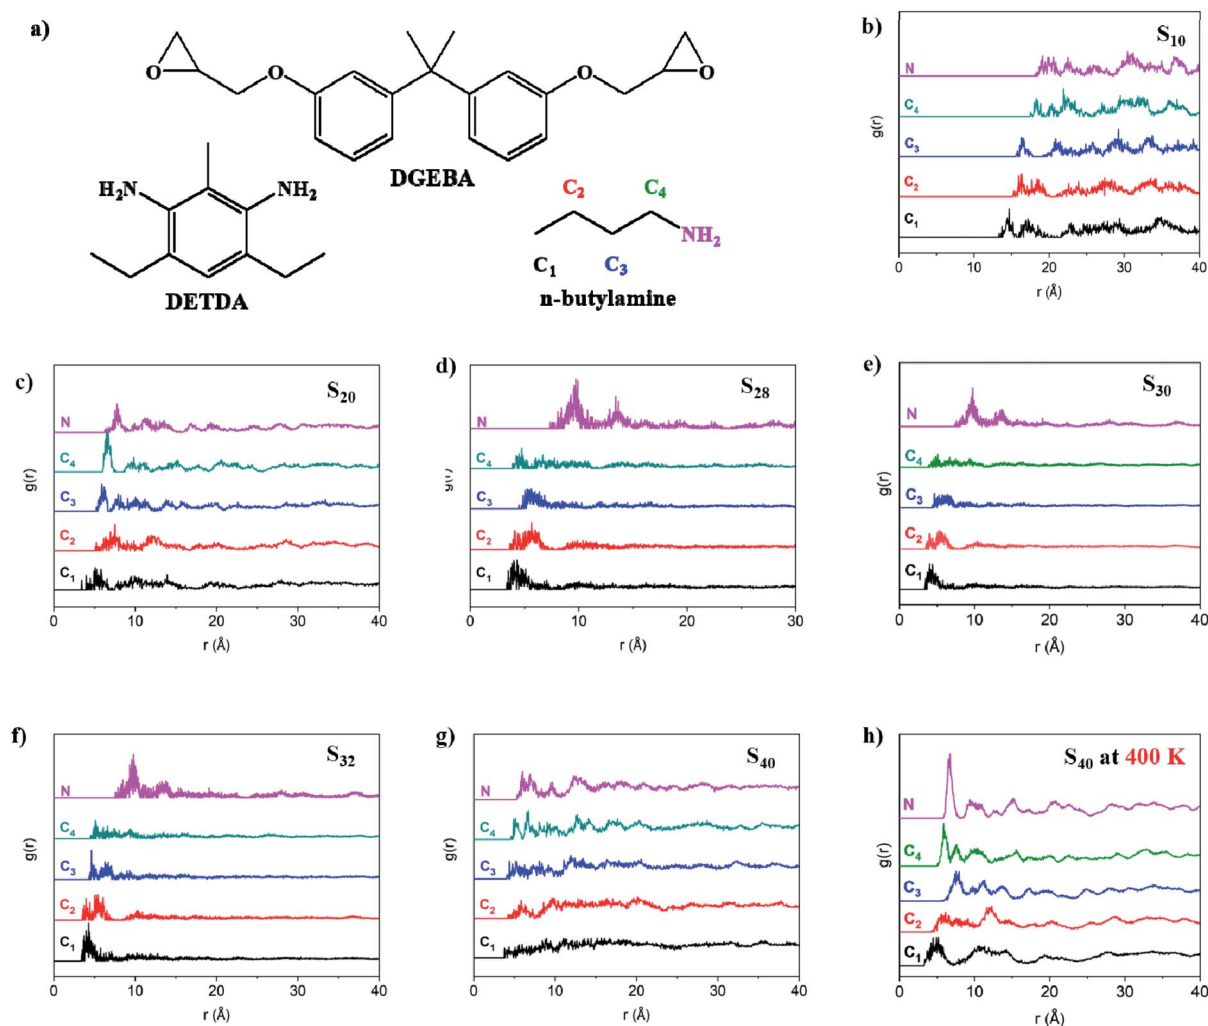 a)
O
O
O
O
DGEBA
H₂N
NH₂
DETDA
C₂
C₄
NH₂
C₁
C₃
n-butylamine
b)
S₁₀
N
C₄
C₃
C₂
C₁
g(r)
0 10 20 30 40
r (Å)
c)
S₂₀
N
C₄
C₃
C₂
C₁
g(r)
0 10 20 30 40
r (Å)
d)
S₂₈
N
C₄
C₃
C₂
C₁
0 10 20 30
r (Å)
e)
S₃₀
N
C₄
C₃
C₂
C₁
g(r)
0 10 20 30 40
r (Å)
f)
S₃₂
N
C₄
C₃
C₂
C₁
g(r)
0 10 20 30 40
r (Å)
g)
S₄₀
N
C₄
C₃
C₂
C₁
g(r)
0 10 20 30 40
r (Å)
h)
S₄₀ at 400 K
N
C₄
C₃
C₂
C₁
g(r)
0 10 20 30 40
r (Å)